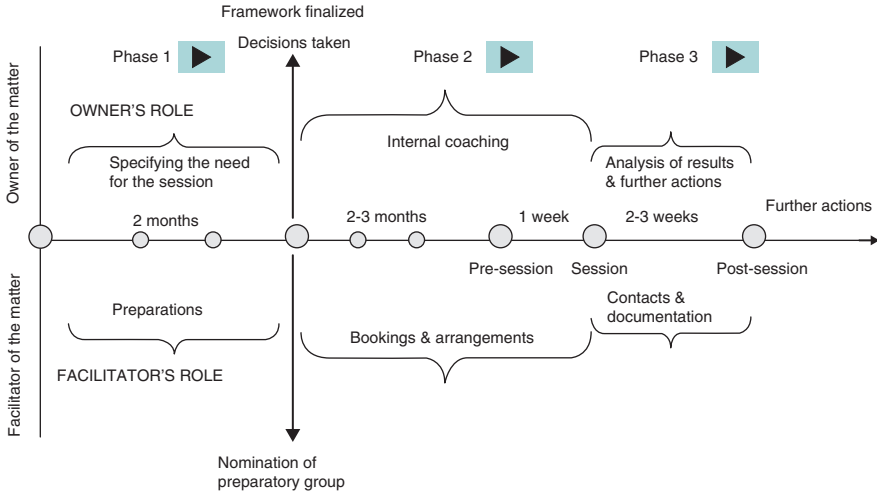 Framework finalized
Decisions taken
Phase 1
Phase 2
Phase 3
Owner of the matter
OWNER'S ROLE
Specifying the need
for the session
Internal coaching
Analysis of results
& further actions
2 months
2-3 months
1 week
2-3 weeks
Further actions
Pre-session
Session
Post-session
Facilitator of the matter
Preparations
FACILITATOR'S ROLE
Bookings & arrangements
Contacts &
documentation
Nomination of
preparatory group